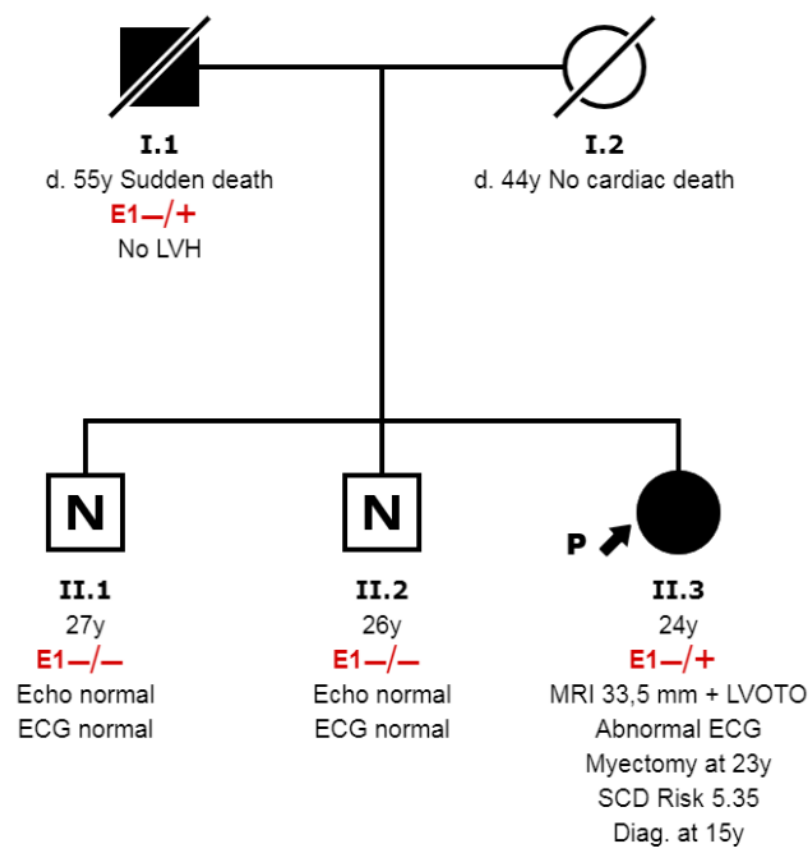 I.1
d. 55y Sudden death
E1–/+
No LVH
I.2
d. 44y No cardiac death
N
II.1
27y
E1–/–
Echo normal
ECG normal
N
II.2
26y
E1–/–
Echo normal
ECG normal
P
II.3
24y
E1–/+
MRI 33,5 mm + LVOTO
Abnormal ECG
Myectomy at 23y
SCD Risk 5.35
Diag. at 15y